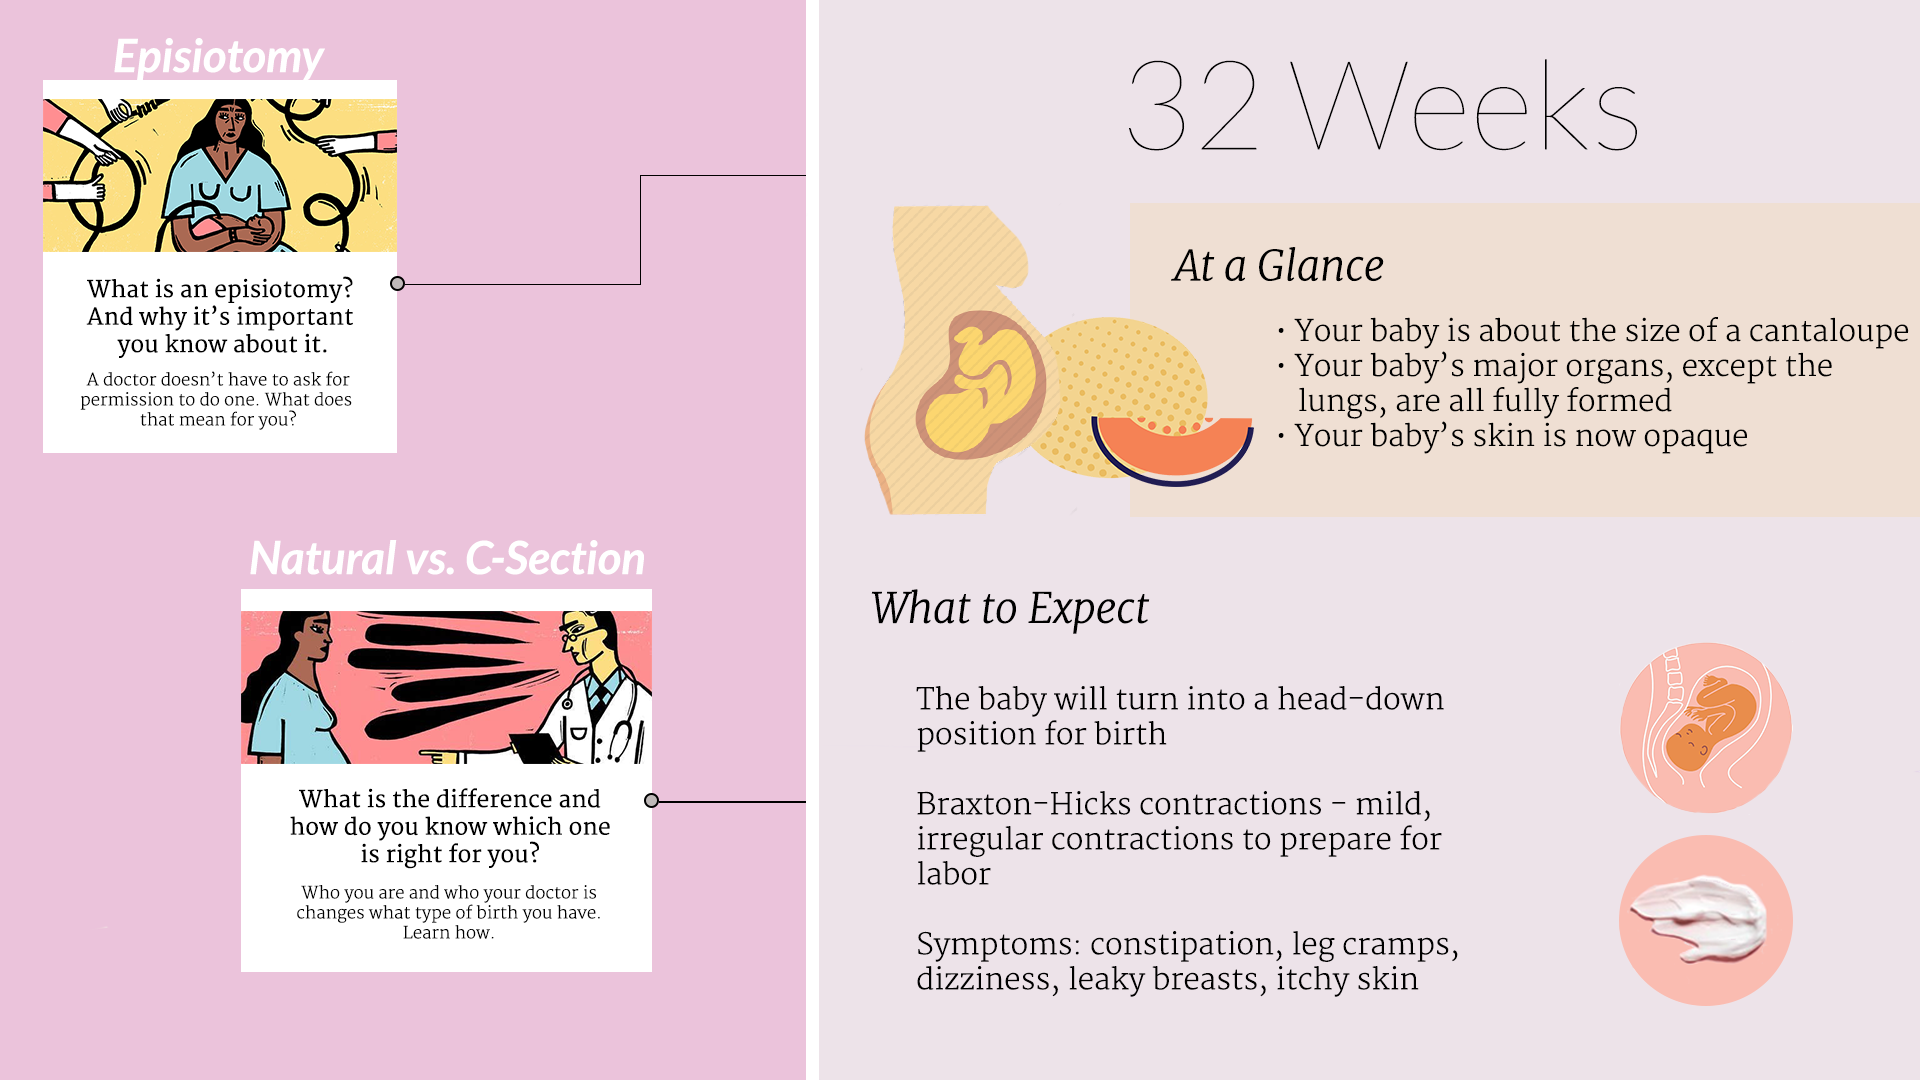 Episiotomy
What is an episiotomy?
And why it’s important
you know about it.
A doctor doesn’t have to ask for
permission to do one. What does
that mean for you?
Natural vs. C-Section
What is the difference and
how do you know which one
is right for you?
Who you are and who your doctor is
changes what type of birth you have.
Learn how.
32 Weeks
At a Glance
• Your baby is about the size of a cantaloupe
• Your baby’s major organs, except the
lungs, are all fully formed
• Your baby’s skin is now opaque
What to Expect
The baby will turn into a head-down
position for birth
Braxton-Hicks contractions - mild,
irregular contractions to prepare for
labor
Symptoms: constipation, leg cramps,
dizziness, leaky breasts, itchy skin